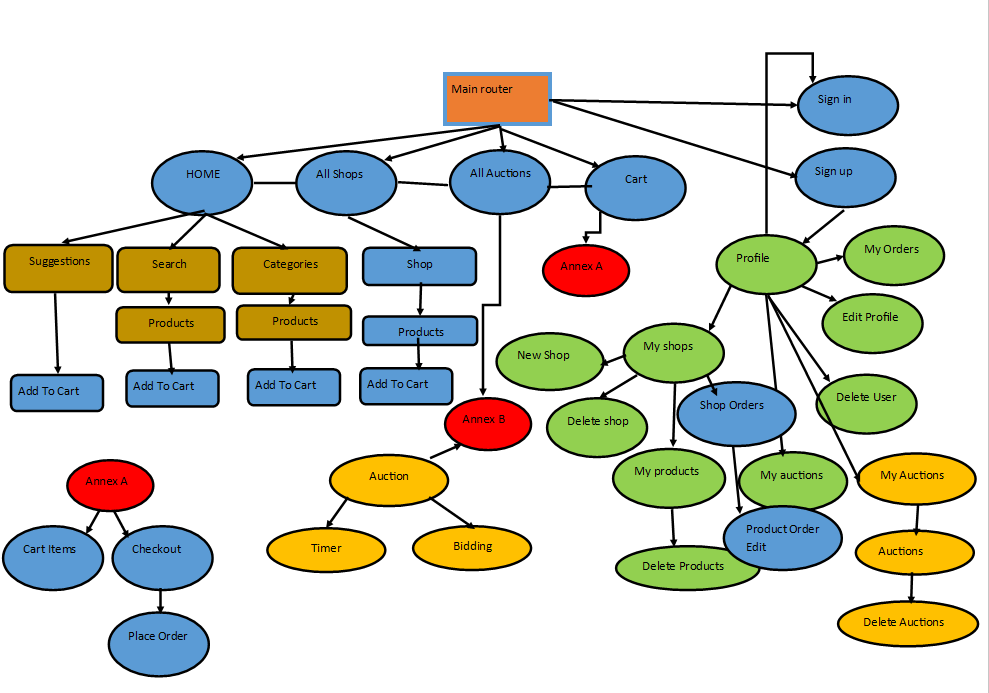 Main router
Sign in
HOME
All Shops
All Auctions
Cart
Sign up
Suggestions
Search
Categories
Shop
Annex A
Profile
My Orders
Products
Products
Products
Edit Profile
New Shop
My shops
Add To Cart
Add To Cart
Add To Cart
Add To Cart
Annex B
Delete shop
Shop Orders
Delete User
Annex A
Auction
My products
My auctions
My Auctions
Cart Items
Checkout
Timer
Bidding
Delete Products
Product Order
Edit
Auctions
Place Order
Delete Auctions